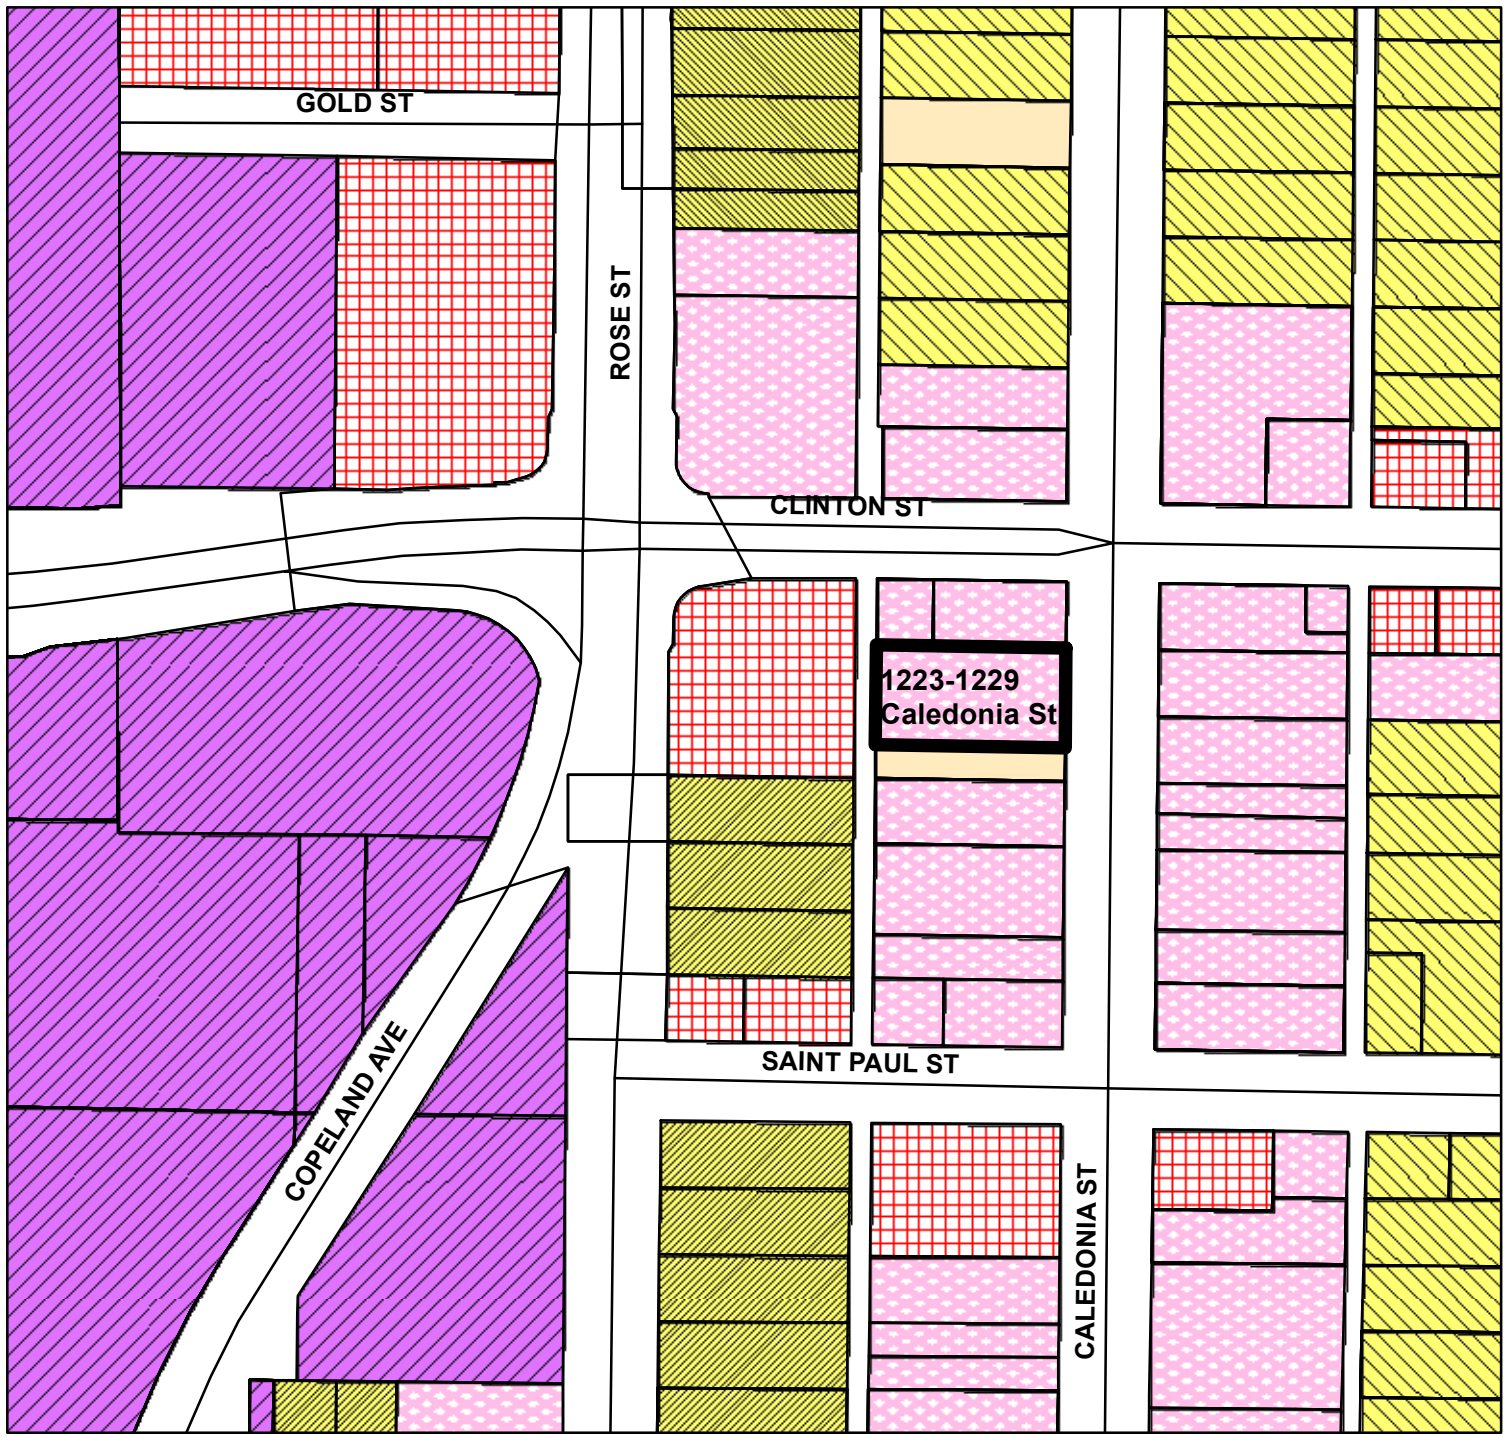 GOLD ST
ROSE ST
CLINTON ST
1223-1229
Caledonia St
COPELAND AVE
SAINT PAUL ST
CALEDONIA ST